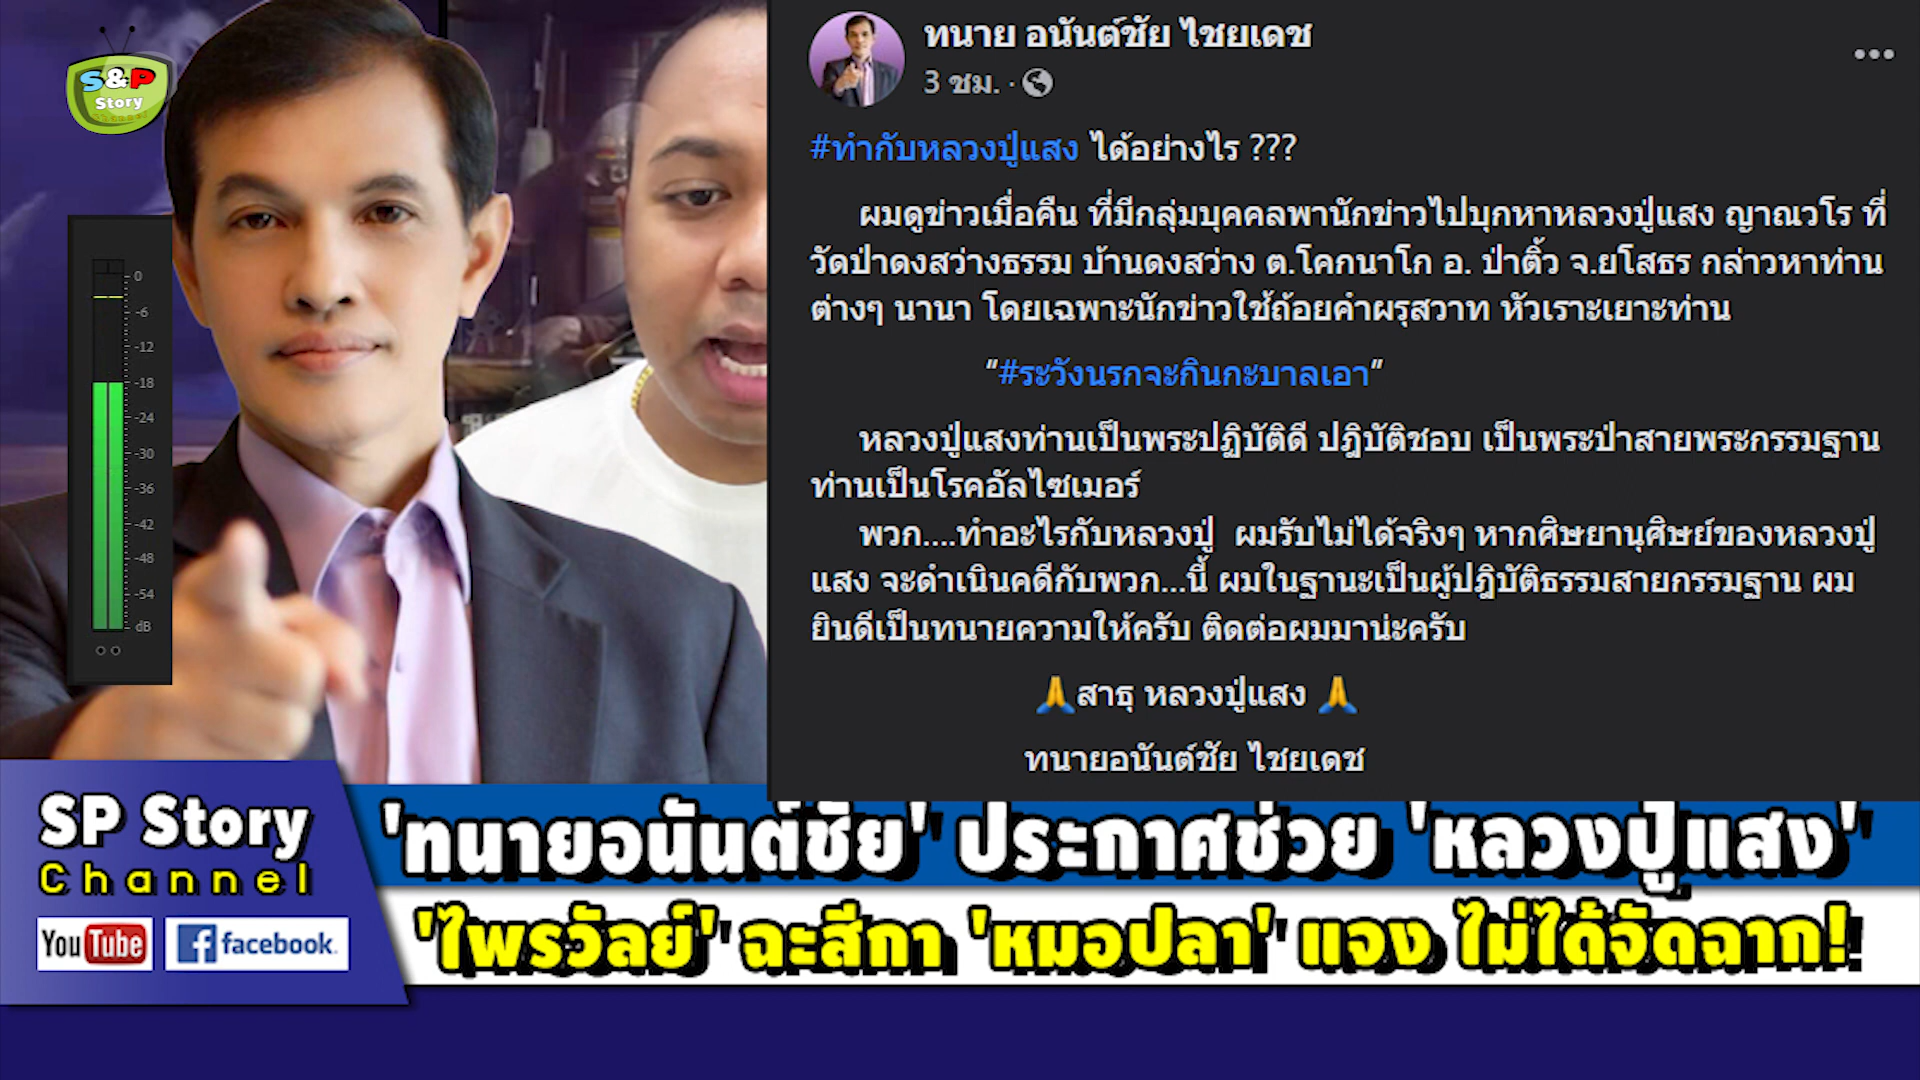 S&P
Story
Channel
ทนาย อนันต์ชัย ไชยเดช
3 ชม. ·
#ทำกับหลวงปู่แสง ได้อย่างไร ???
ผมดูข่าวเมื่อคืน ที่มีกลุ่มบุคคลพานักข่าวไปบุกหาหลวงปู่แสง ญาณวโร ที่
วัดป่าดงสว่างธรรม บ้านดงสว่าง ต.โคกนาโก อ. ป่าติ้ว จ.ยโสธร กล่าวหาท่าน
ต่างๆ นานา โดยเฉพาะนักข่าวใช้ถ้อยคำผรุสวาท หัวเราะเยาะท่าน
“#ระวังนรกจะกินกะบาลเอา”
หลวงปู่แสงท่านเป็นพระปฏิบัติดี ปฎิบัติชอบ เป็นพระป่าสายพระกรรมฐาน
ท่านเป็นโรคอัลไซเมอร์
พวก....ทำอะไรกับหลวงปู่ ผมรับไม่ได้จริงๆ หากศิษยานุศิษย์ของหลวงปู่
แสง จะดำเนินคดีกับพวก...นี้ ผมในฐานะเป็นผู้ปฎิบัติธรรมสายกรรมฐาน ผม
ยินดีเป็นทนายความให้ครับ ติดต่อผมมาน่ะครับ
🙏สาธุ หลวงปู่แสง 🙏
ทนายอนันต์ชัย ไชยเดช
0
-6
-12
-18
-24
-30
-36
-42
-48
-54
dB
SP Story
Channel
YouTube
facebook.
'ทนายอนันต์ชัย' ประกาศช่วย 'หลวงปู่แสง'
'ไพรวัลย์' ฉะสีกา 'หมอปลา' แจง ไม่ได้จัดฉาก!